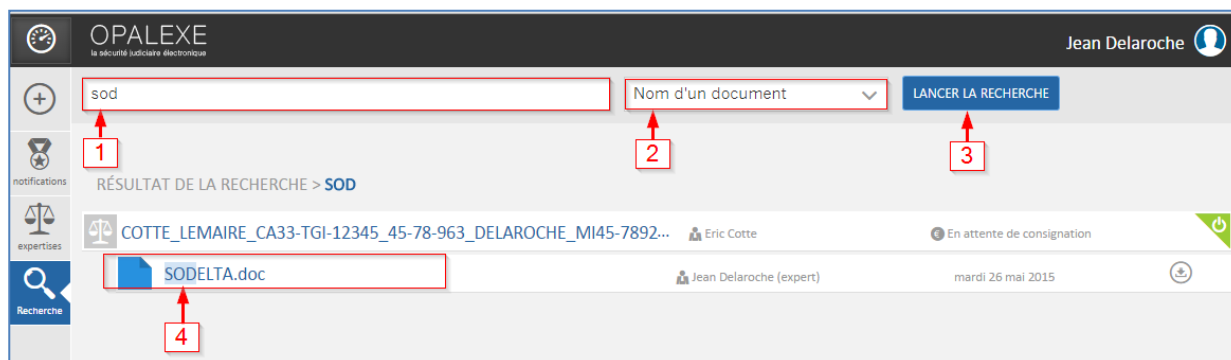 OPALEXE
la sécurité judiciaire électronique
Jean Delaroche
sod
Nom d'un document
LANCER LA RECHERCHE
1
2
3
notifications
RÉSULTAT DE LA RECHERCHE > SOD
expertises
COTTE_LEMAIRE_CA33-TGI-12345_45-78-963_DELAROCHE_MI45-7892... Eric Cotte En attente de consignation
SODELTA.doc Jean Delaroche (expert) mardi 26 mai 2015
Recherche
4